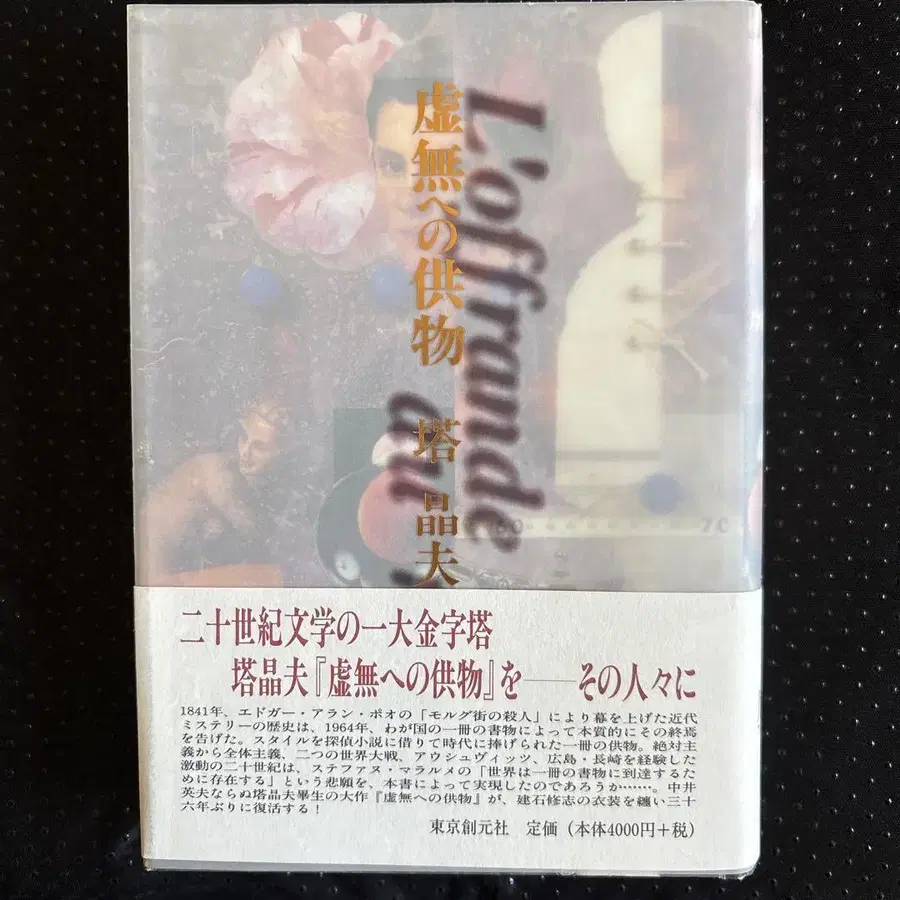 虚無への供物
塔 晶夫
L'offrande
au
60
70
二十世紀文学の一大金字塔
塔晶夫『虚無への供物』を──その人々に
1841年、エドガー・アラン・ポオの「モルグ街の殺人」により幕を上げた近代
ミステリーの歴史は、1964年、わが国の一冊の書物によって本質的にその終焉
を告げた。スタイルを探偵小説に借りて時代に捧げられた一冊の供物。絶対主
義から全体主義、二つの世界大戦、アウシュヴィッツ、広島・長崎を経験した
激動の二十世紀は、ステファヌ・マラルメの「世界は一冊の書物に到達するた
めに存在する」という悲願を、本書によって実現したのであろうか……。中井
英夫ならぬ塔晶夫畢生の大作『虚無への供物』が、建石修志の衣装を纏い三十
六年ぶりに復活する!
東京創元社 定価（本体4000円＋税）